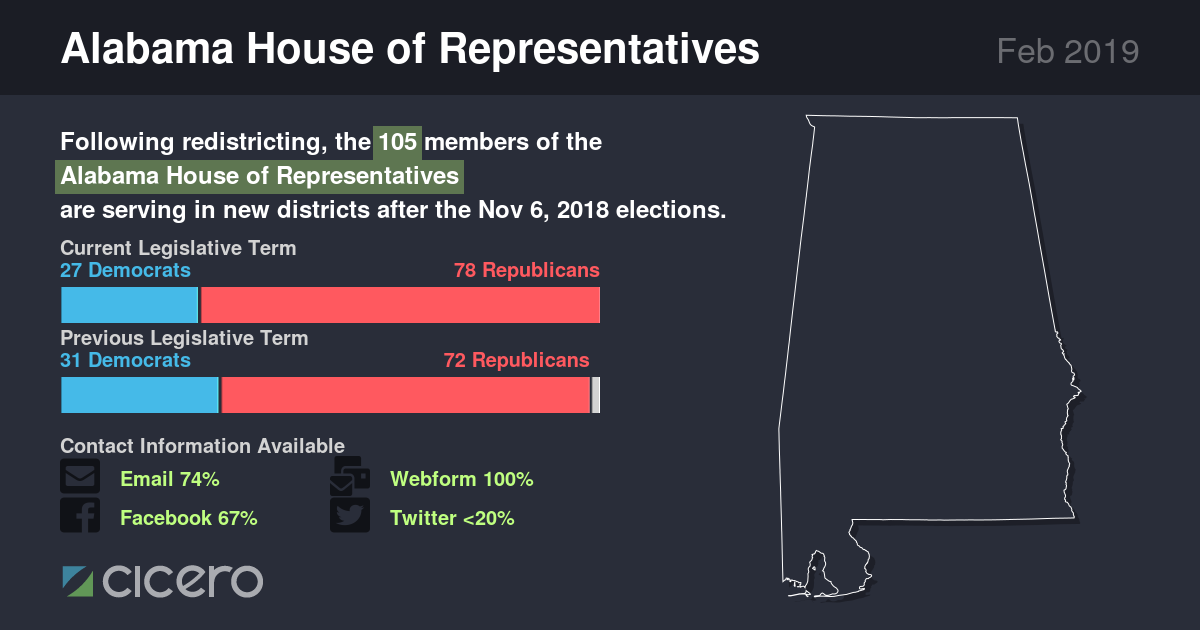 Alabama House of Representatives
Feb 2019
Following redistricting, the 105 members of the
Alabama House of Representatives
are serving in new districts after the Nov 6, 2018 elections.
Current Legislative Term
27 Democrats 78 Republicans
Previous Legislative Term
31 Democrats 72 Republicans
Contact Information Available
Email 74% Webform 100%
Facebook 67% Twitter <20%
cicero